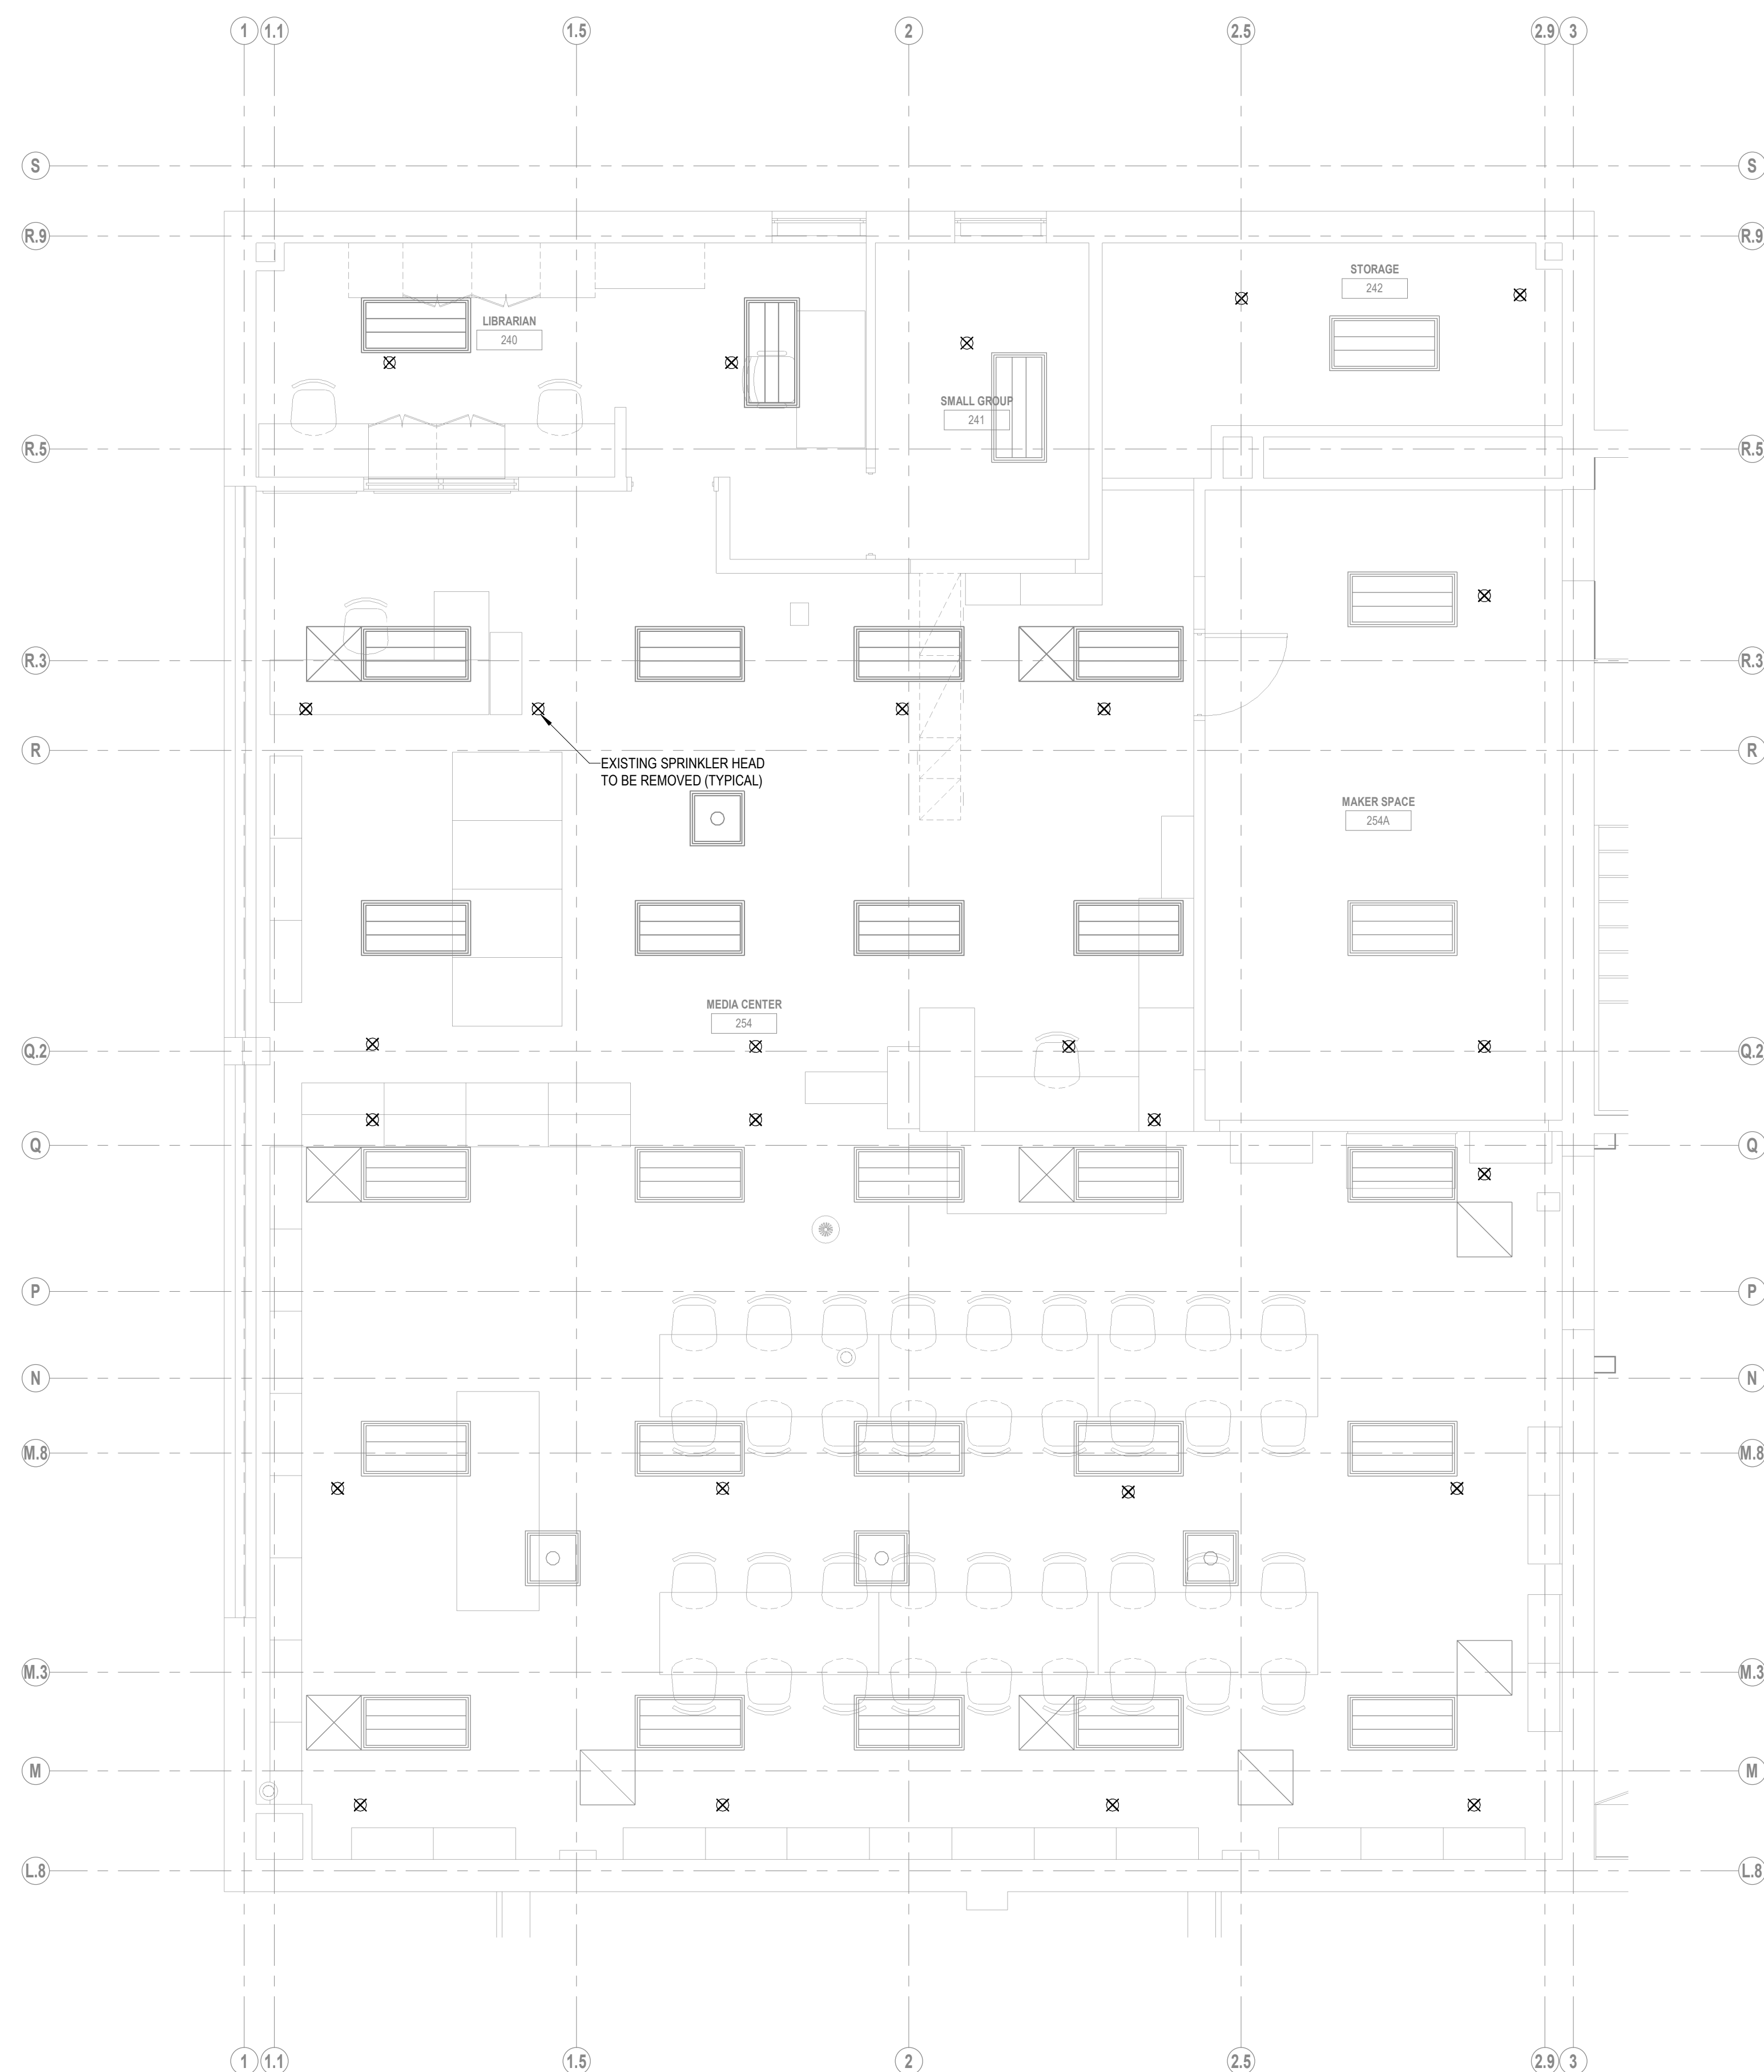 1 1.1 1.5 2 2.5 2.9 3
S S
R.9 R.9
STORAGE
242
LIBRARIAN
240
SMALL GROUP
241
R.5 R.5
R.3 R.3
R R
EXISTING SPRINKLER HEAD
TO BE REMOVED (TYPICAL)
MAKER SPACE
254A
MEDIA CENTER
254
Q.2 Q.2
Q Q
P P
N N
M.8 M.8
M.3 M.3
M M
L.8 L.8
1 1.1 1.5 2 2.5 2.9 3